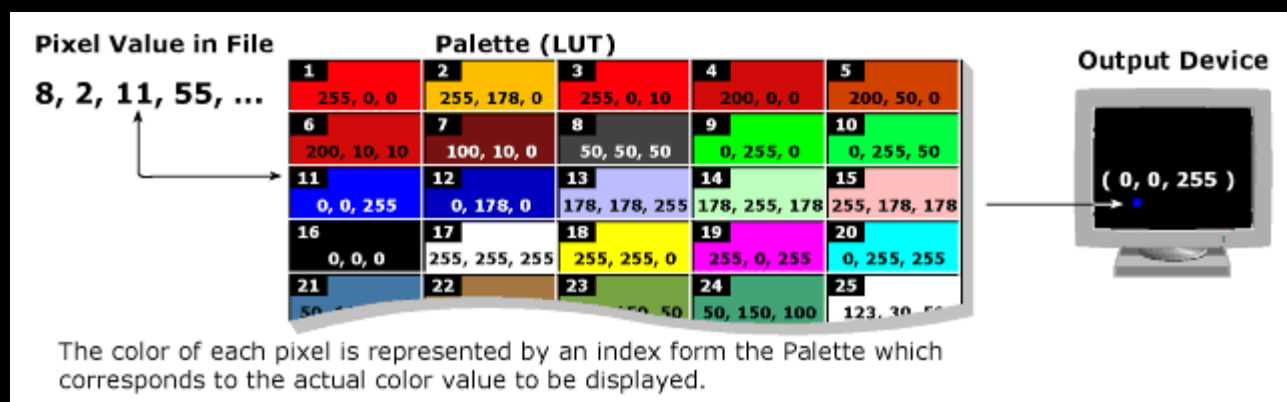 Pixel Value in File
Palette (LUT)
Output Device
8, 2, 11, 55, ...
1 2 3 4 5
255, 0, 0 255, 178, 0 255, 0, 10 200, 0, 0 200, 50, 0
6 7 8 9 10
200, 10, 10 100, 10, 0 50, 50, 50 0, 255, 0 0, 255, 50
11 12 13 14 15
0, 0, 255 0, 178, 0 178, 178, 255 178, 255, 178 255, 178, 178
( 0, 0, 255 )
16 17 18 19 20
0, 0, 0 255, 255, 255 255, 255, 0 255, 0, 255 0, 255, 255
21 22 23 24 25
50, 50 50, 150, 100 123, 30,
The color of each pixel is represented by an index form the Palette which
corresponds to the actual color value to be displayed.